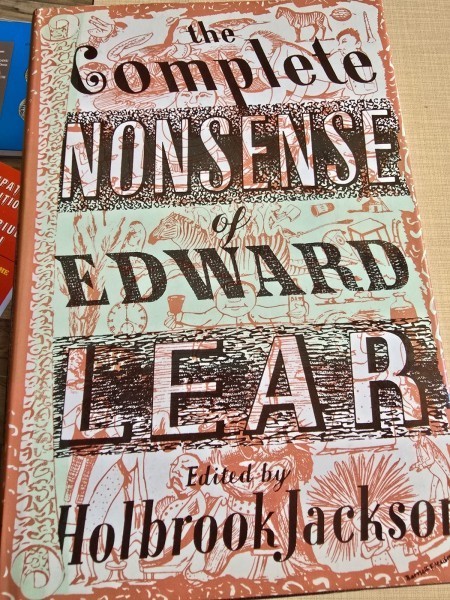 the
Complete
NONSENSE
of
EDWARD
LEAR
Edited by
Holbrook Jackson